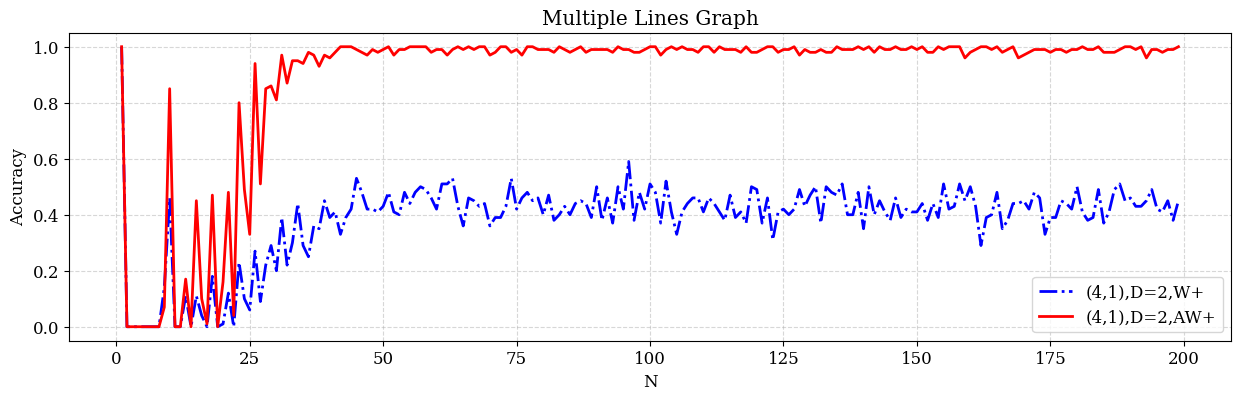 Multiple Lines Graph
Accuracy
1.0
0.8
0.6
0.4
0.2
0.0
(4,1),D=2,W+
(4,1),D=2,AW+
0 25 50 75 100 125 150 175 200
N